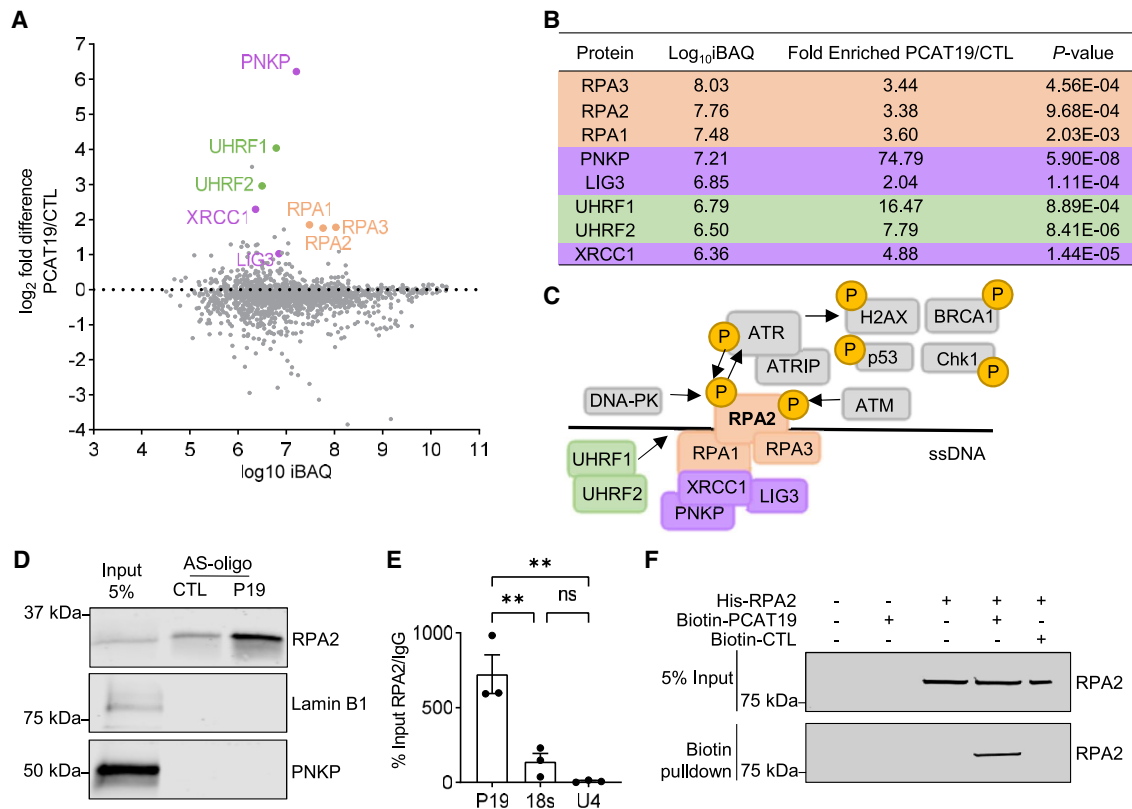 A
log2 fold difference
PCAT19/CTL
7
6
5
4
3
2
1
0
-1
-2
-3
-4
3 4 5 6 7 8 9 10 11
log10 iBAQ
PNKP
UHRF1
UHRF2
XRCC1
RPA1
RPA3
RPA2
LIG3
B
Protein Log10iBAQ Fold Enriched PCAT19/CTL P-value
RPA3 8.03 3.44 4.56E-04
RPA2 7.76 3.38 9.68E-04
RPA1 7.48 3.60 2.03E-03
PNKP 7.21 74.79 5.90E-08
LIG3 6.85 2.04 1.11E-04
UHRF1 6.79 16.47 8.89E-04
UHRF2 6.50 7.79 8.41E-06
XRCC1 6.36 4.88 1.44E-05
C
P P
P ATR H2AX BRCA1
ATRIP P p53 Chk1
P
DNA-PK P P ATM
RPA2
ssDNA
UHRF1 RPA1 RPA3
UHRF2 XRCC1 LIG3
PNKP
D
Input AS-oligo
5% CTL P19
37 kDa
RPA2
Lamin B1
75 kDa
50 kDa PNKP
E
% Input RPA2/IgG
** 
** ns
1000
500
0
P19 18s U4
F
His-RPA2 - - + + +
Biotin-PCAT19 - + - + -
Biotin-CTL - - - - +
5% Input RPA2
75 kDa
Biotin RPA2
pulldown 75 kDa